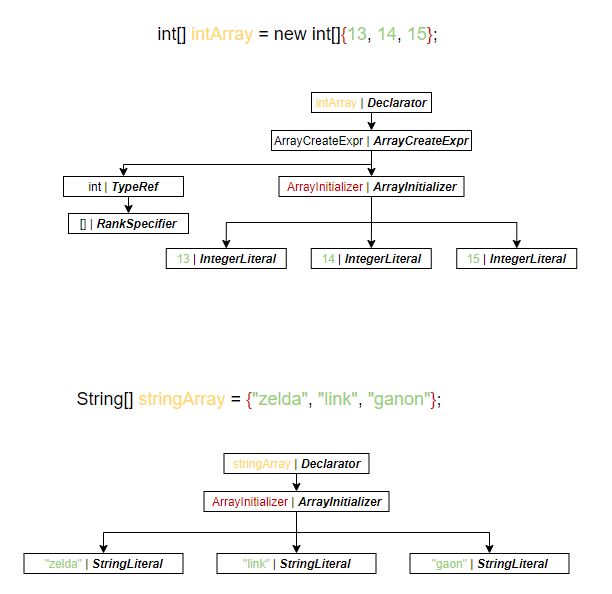 int[] intArray = new int[]{13, 14, 15};
intArray | Declarator
ArrayCreateExpr | ArrayCreateExpr
int | TypeRef
ArrayInitializer | ArrayInitializer
[] | RankSpecifier
13 | IntegerLiteral
14 | IntegerLiteral
15 | IntegerLiteral
String[] stringArray = {"zelda", "link", "ganon"};
stringArray | Declarator
ArrayInitializer | ArrayInitializer
"zelda" | StringLiteral
"link" | StringLiteral
"gaon" | StringLiteral